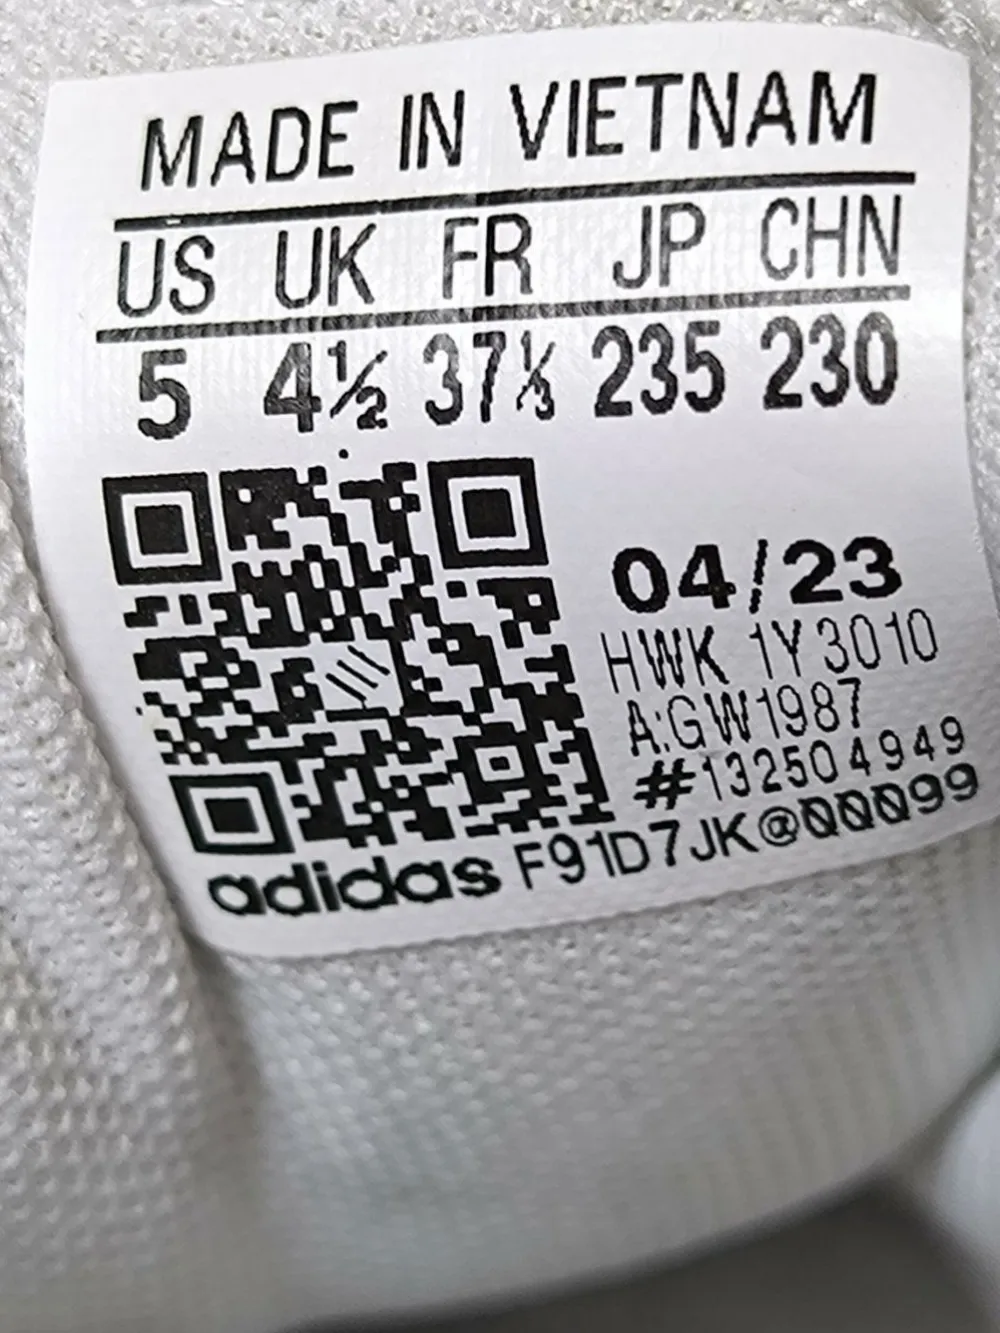 MADE IN VIETNAM
US UK FR JP CHN
5 4½ 37⅓ 235 230
04/23
HWK 1Y3010
A:GW1987
#132504949
adidas F91D7JK@00099